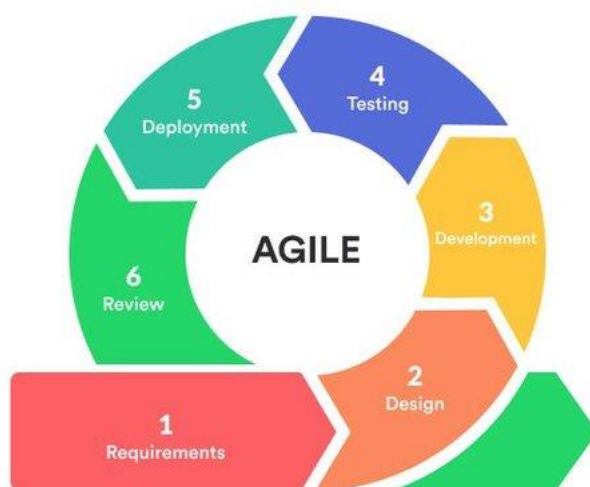 AGILE
1
Requirements
2
Design
3
Development
4
Testing
5
Deployment
6
Review